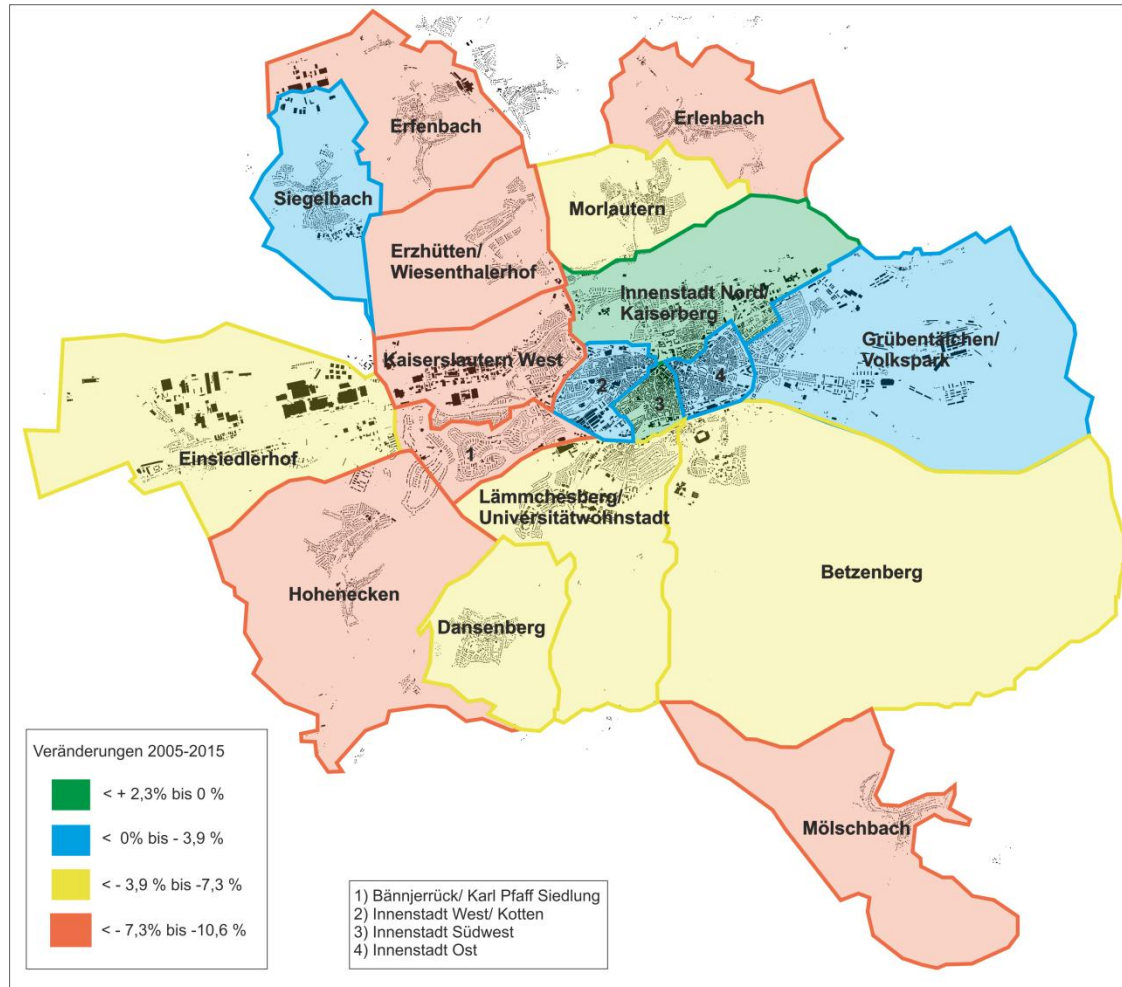 Erfenbach
Erlenbach
Siegelbach
Morlautern
Erzhütten/
Wiesenthalerhof
Innenstadt Nord/
Kaiserberg
Grübentälchen/
Volkspark
Kaiserslautern West
2
4
3
1
Einsiedlerhof
Lämmchesberg/
Universitätwohnstadt
Betzenberg
Hohenecken
Dansenberg
Mölschbach
Veränderungen 2005-2015
< + 2,3% bis 0 %
< 0% bis - 3,9 %
< - 3,9 % bis -7,3 %
< - 7,3% bis -10,6 %
1) Bännjerrück/ Karl Pfaff Siedlung
2) Innenstadt West/ Kotten
3) Innenstadt Südwest
4) Innenstadt Ost